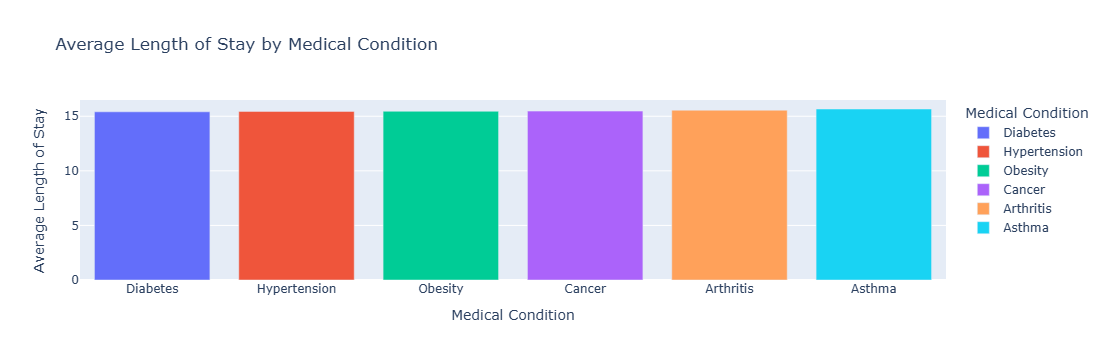 Average Length of Stay by Medical Condition
Average Length of Stay
15
10
5
0
Diabetes
Hypertension
Obesity
Cancer
Arthritis
Asthma
Medical Condition
Medical Condition
Diabetes
Hypertension
Obesity
Cancer
Arthritis
Asthma